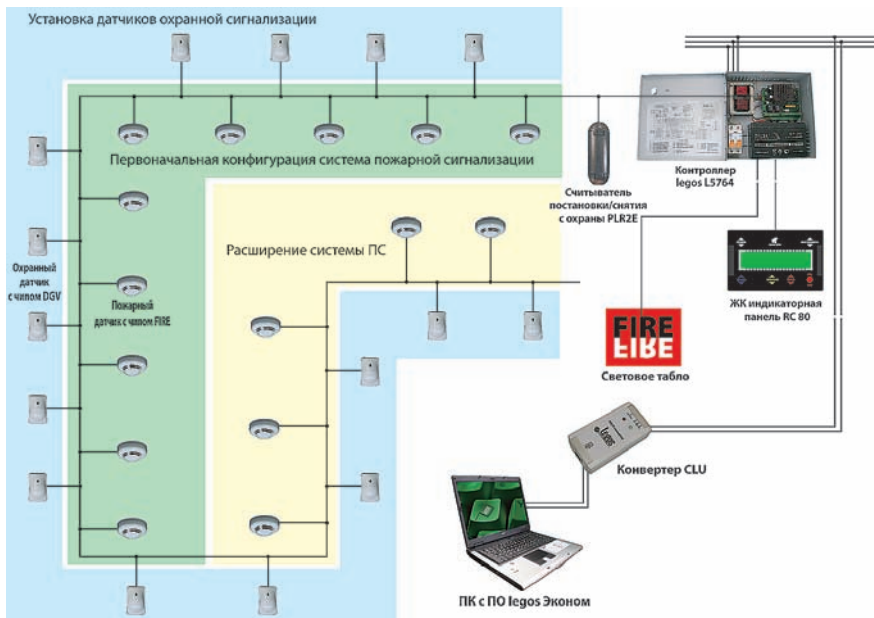 Установка датчиков охранной сигнализации
Первоначальная конфигурация система пожарной сигнализации
Контроллер
legos L5764
Считыватель
постановки/снятия
с охраны PLR2E
Расширение системы ПС
Охранный
датчик
с чипом DGV
Пожарный
датчик с чипом FIRE
ЖК индикаторная
панель RC 80
FIRE
FIRE
Световое табло
legos
Конвертер CLU
ПК с ПО legos Эконом